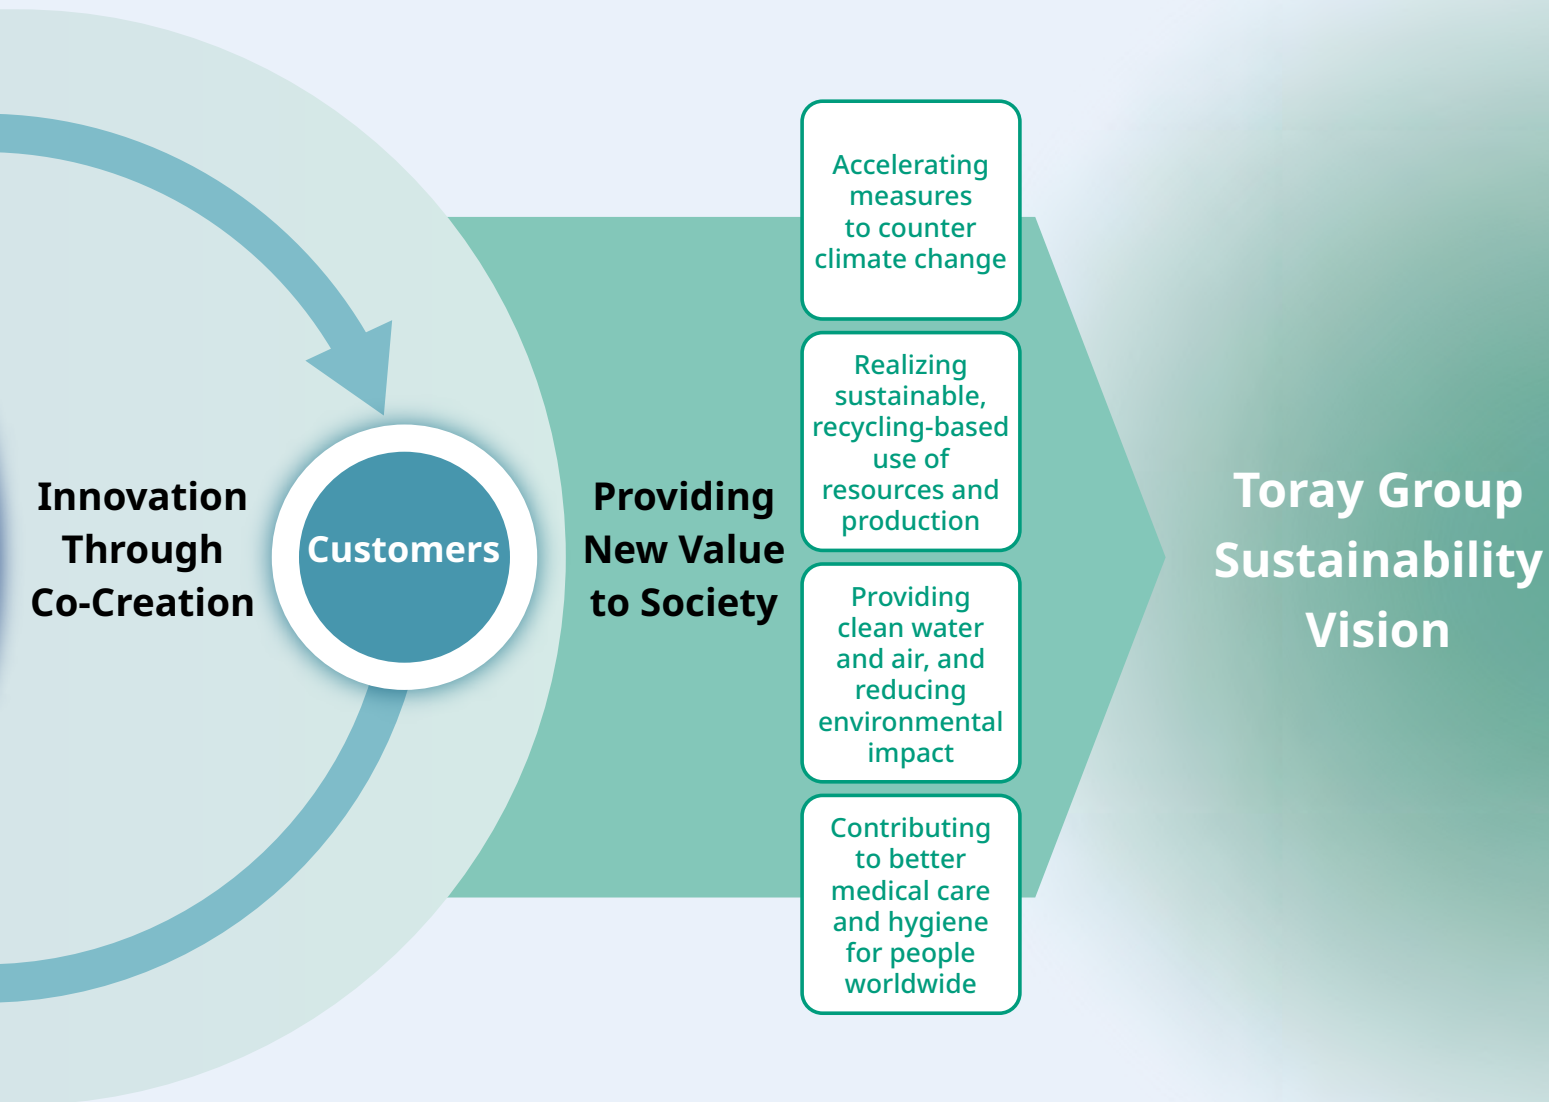 Innovation
Through
Co-Creation
Customers
Providing
New Value
to Society
Accelerating
measures
to counter
climate change
Realizing
sustainable,
recycling-based
use of
resources and
production
Providing
clean water
and air, and
reducing
environmental
impact
Contributing
to better
medical care
and hygiene
for people
worldwide
Toray Group
Sustainability
Vision